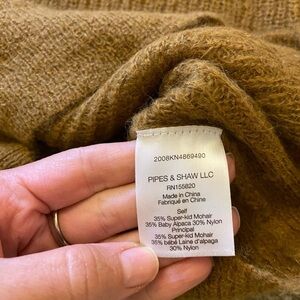 2008KN4869490
PIPES & SHAW LLC
RN155820
Made in China
Fabriqué en Chine
Self
35% Super-kid Mohair
35% Baby Alpaca 30% Nylon
Principal
35% Super-kid Mohair
35% bébé Laine d'alpaga
30% Nylon